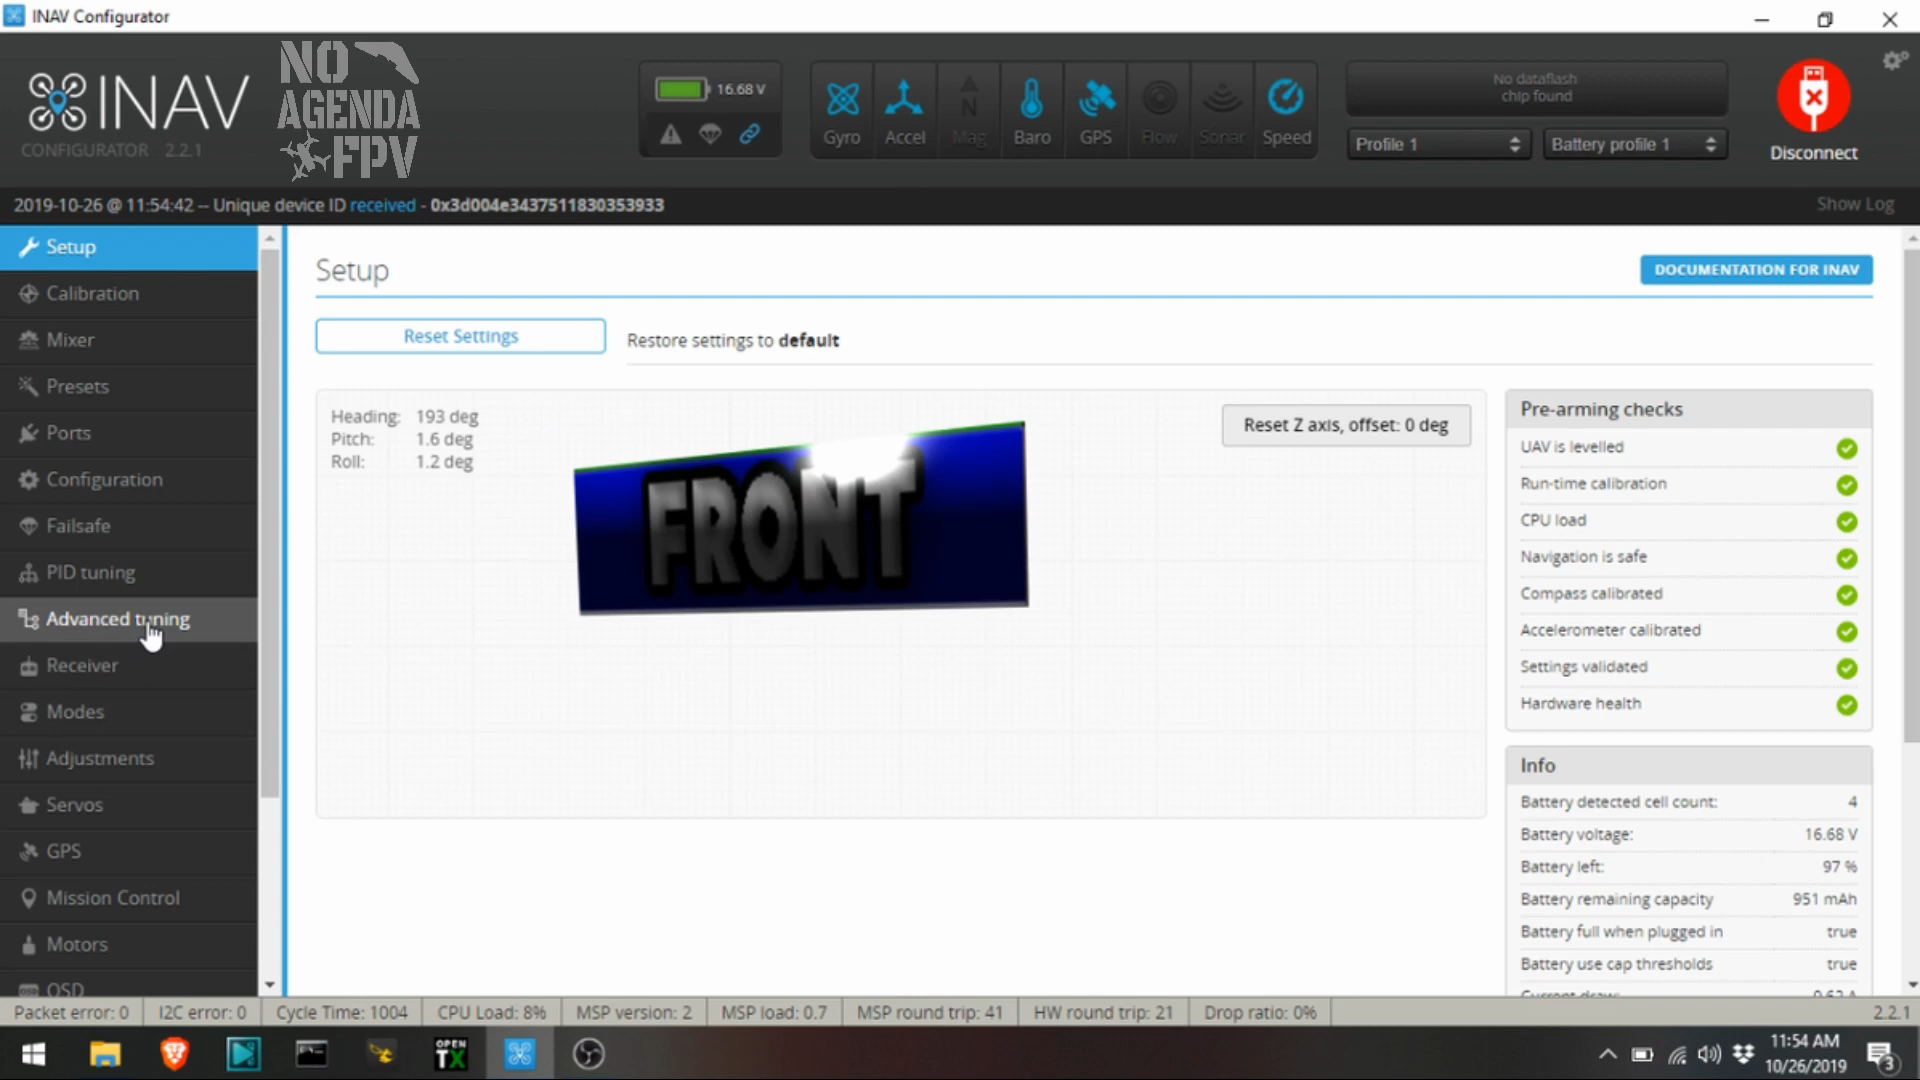 INAV Configurator
INAV
CONFIGURATOR 2.2.1
NO
AGENDA
FPV
16.68 V
Gyro
Accel
N
Mag
Baro
GPS
Flow
Sonar
Speed
No dataflash
chip found
Profile 1
Battery profile 1
Disconnect
2019-10-26 @ 11:54:42 -- Unique device ID received - 0x3d004e3437511830353933
Show Log
Setup
Calibration
Mixer
Presets
Ports
Configuration
Failsafe
PID tuning
Advanced tuning
Receiver
Modes
Adjustments
Servos
GPS
Mission Control
Motors
OSD
Setup
DOCUMENTATION FOR INAV
Reset Settings
Restore settings to default
Heading: 193 deg
Pitch: 1.6 deg
Roll: 1.2 deg
Reset Z axis, offset: 0 deg
FRONT
Pre-arming checks
UAV is levelled
Run-time calibration
CPU load
Navigation is safe
Compass calibrated
Accelerometer calibrated
Settings validated
Hardware health
Info
Battery detected cell count: 4
Battery voltage: 16.68 V
Battery left: 97 %
Battery remaining capacity 951 mAh
Battery full when plugged in true
Battery use cap thresholds true
Current draw: 0.62 A
Packet error: 0
I2C error: 0
Cycle Time: 1004
CPU Load: 8%
MSP version: 2
MSP load: 0.7
MSP round trip: 41
HW round trip: 21
Drop ratio: 0%
2.2.1
OPEN
TX
11:54 AM
10/26/2019
3